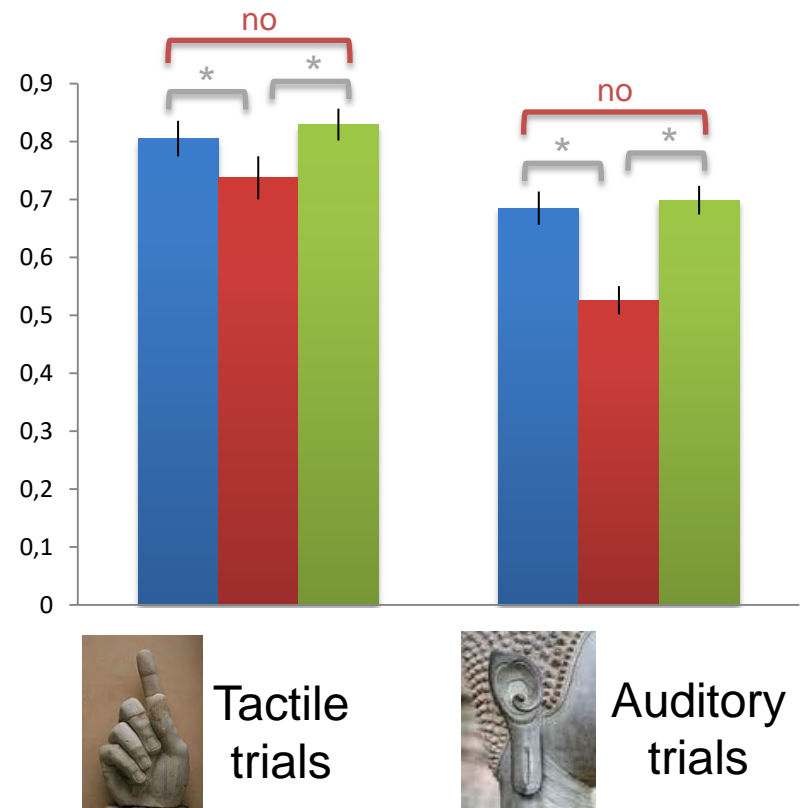 no
* *
no
* *
0,9
0,8
0,7
0,6
0,5
0,4
0,3
0,2
0,1
0
Tactile
trials
Auditory
trials